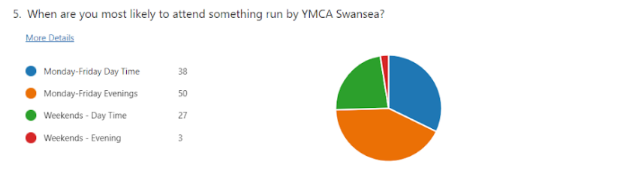 5. When are you most likely to attend something run by YMCA Swansea?
More Details
Monday-Friday Day Time 38
Monday-Friday Evenings 50
Weekends - Day Time 27
Weekends - Evening 3